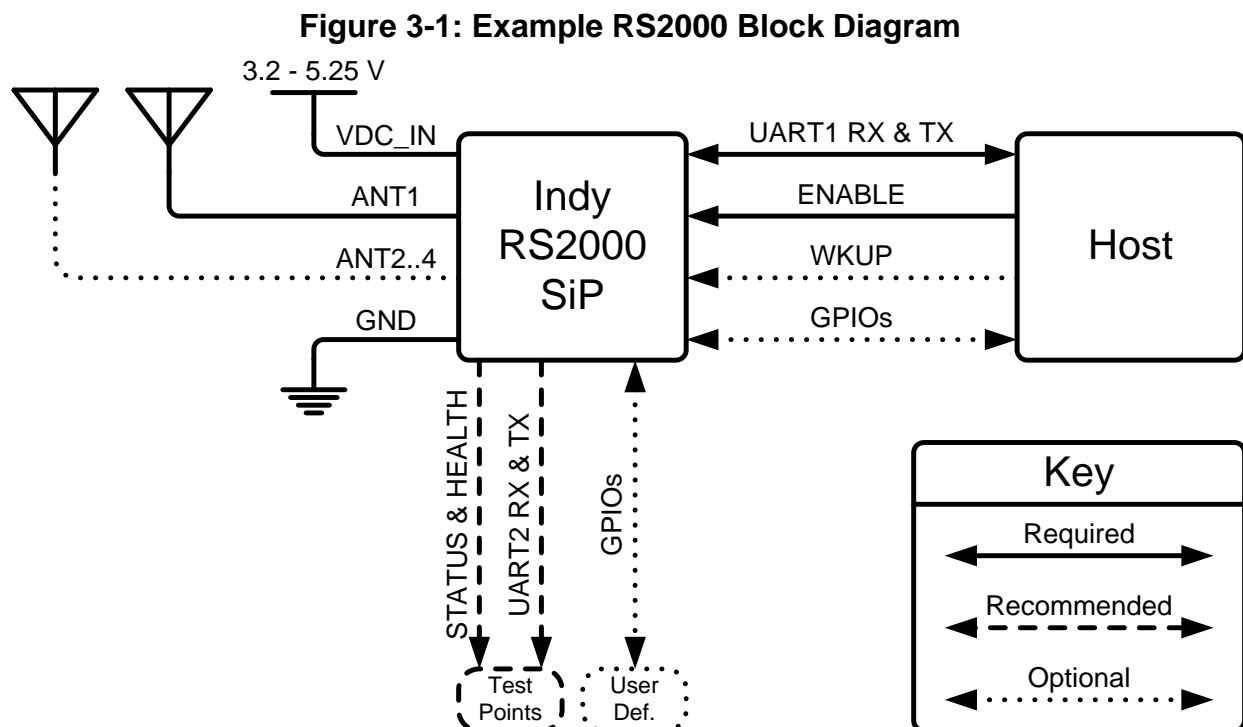 Figure 3-1: Example RS2000 Block Diagram
3.2 - 5.25 V
VDC_IN
ANT1
ANT2..4
GND
Indy
RS2000
SiP
UART1 RX & TX
ENABLE
WKUP
GPIOs
Host
STATUS & HEALTH
UART2 RX & TX
GPIOs
Test
Points
User
Def.
Key
Required
Recommended
Optional